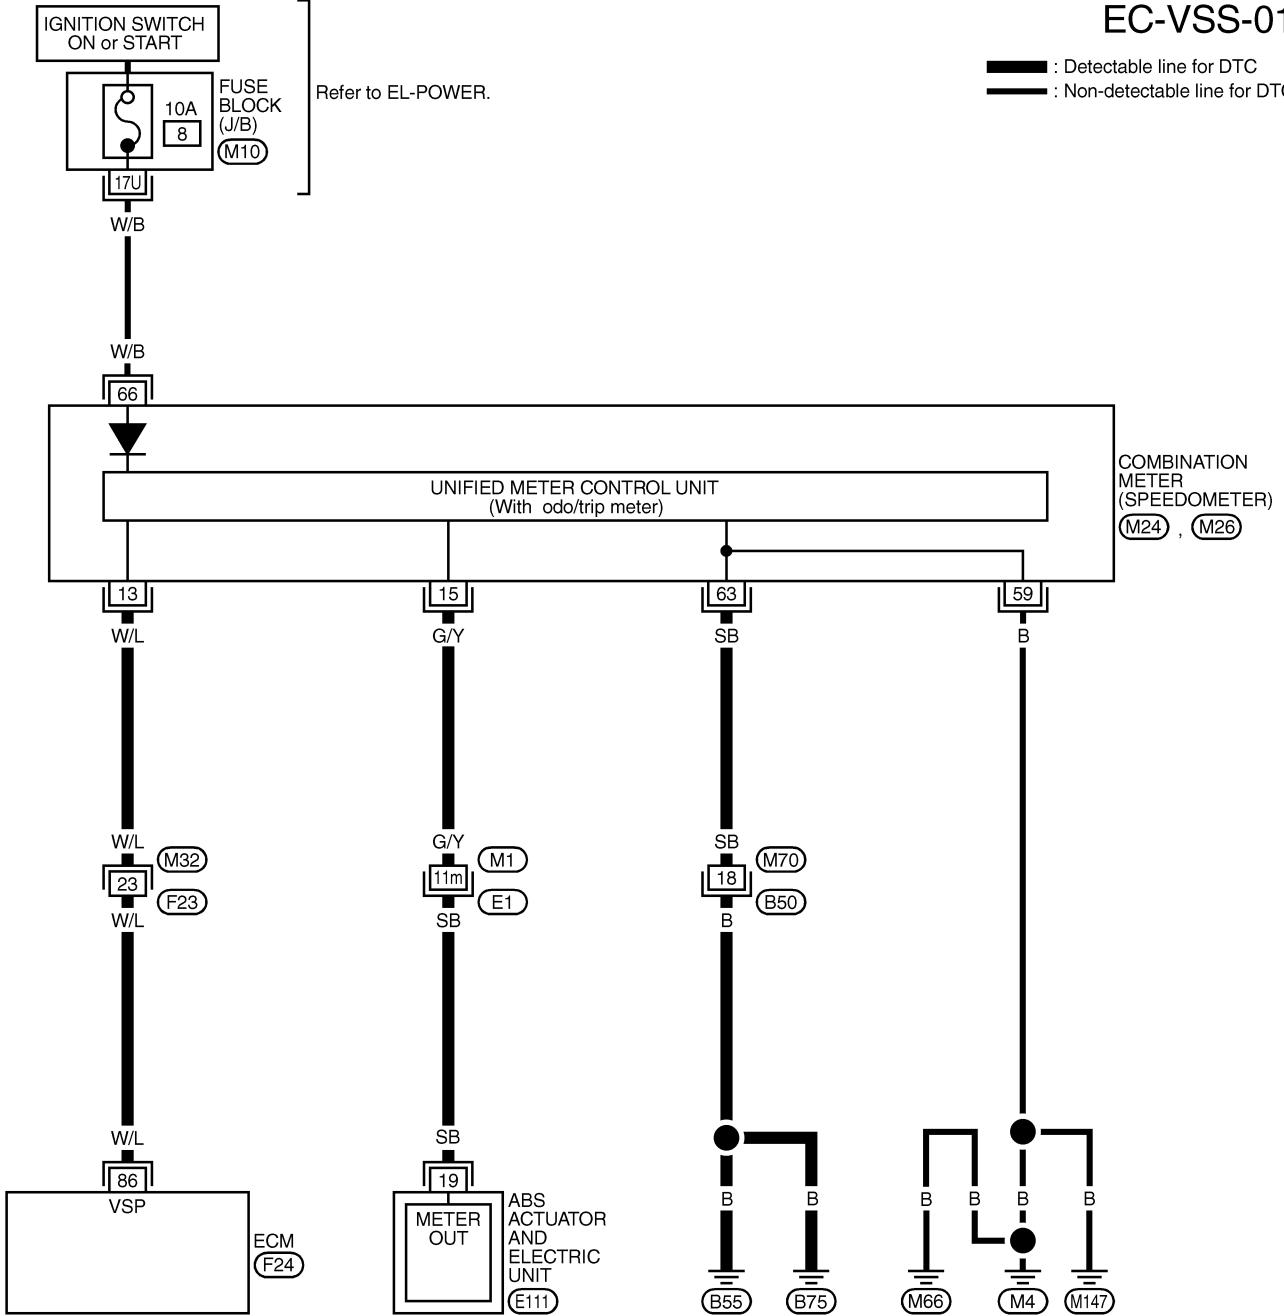 EC-VSS-01
IGNITION SWITCH
ON or START
: Detectable line for DTC
: Non-detectable line for DTC
Refer to EL-POWER.
FUSE
BLOCK
(J/B)
M10
10A
8
17U
W/B
W/B
66
UNIFIED METER CONTROL UNIT
(With odo/trip meter)
COMBINATION
METER
(SPEEDOMETER)
M24 , M26
13 15 63 59
W/L G/Y SB B
W/L G/Y SB
M32 M1 M70
23 11m 18
F23 E1 B50
W/L SB B
W/L SB
86 19
VSP
ECM
F24
METER
OUT
ABS
ACTUATOR
AND
ELECTRIC
UNIT
E111
B B B B B B
B55 B75 M66 M4 M147